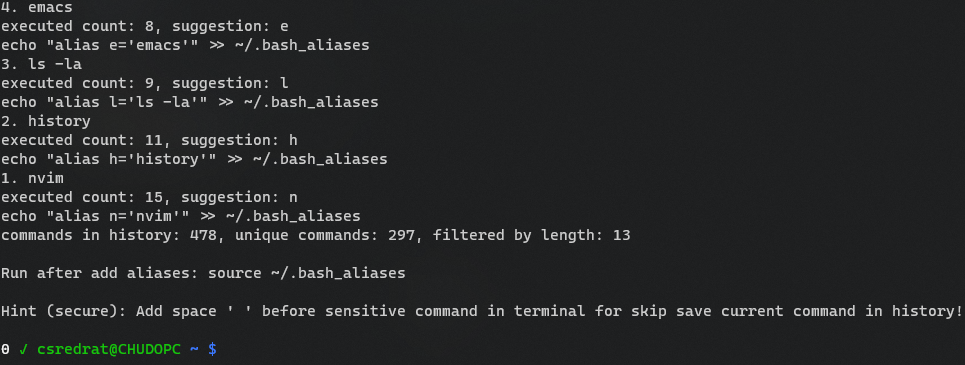 4. emacs
executed count: 8, suggestion: e
echo "alias e='emacs'" >> ~/.bash_aliases
3. ls -la
executed count: 9, suggestion: l
echo "alias l='ls -la'" >> ~/.bash_aliases
2. history
executed count: 11, suggestion: h
echo "alias h='history'" >> ~/.bash_aliases
1. nvim
executed count: 15, suggestion: n
echo "alias n='nvim'" >> ~/.bash_aliases
commands in history: 478, unique commands: 297, filtered by length: 13
Run after add aliases: source ~/.bash_aliases
Hint (secure): Add space ' ' before sensitive command in terminal for skip save current command in history!
0 ✓ csredrat@CHUDOPC ~ $